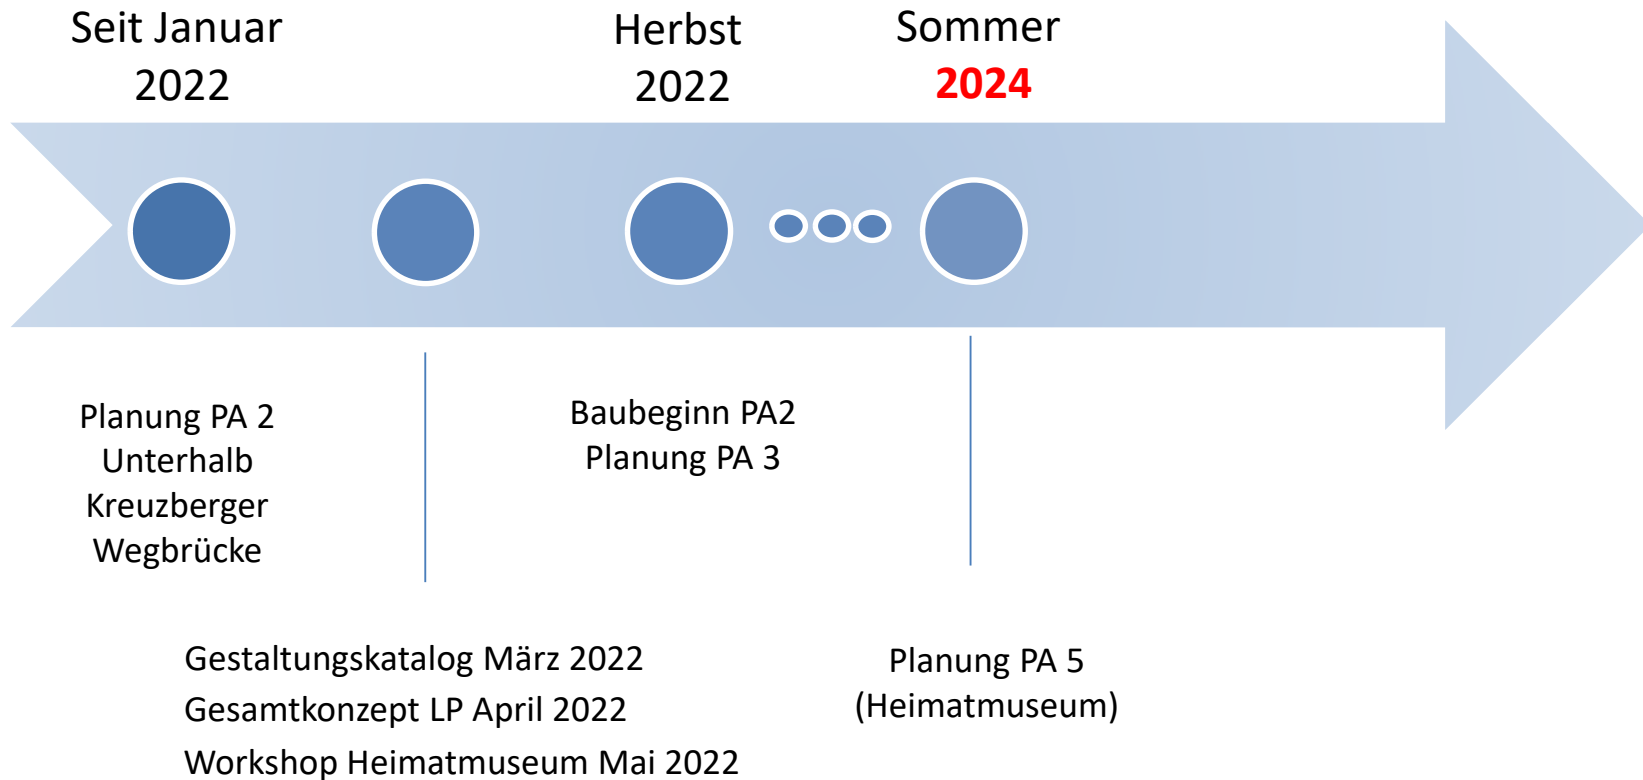 Seit Januar
2022
Herbst
2022
Sommer
2024
Planung PA 2
Unterhalb
Kreuzberger
Wegbrücke
Baubeginn PA2
Planung PA 3
Gestaltungskatalog März 2022
Gesamtkonzept LP April 2022
Workshop Heimatmuseum Mai 2022
Planung PA 5
(Heimatmuseum)